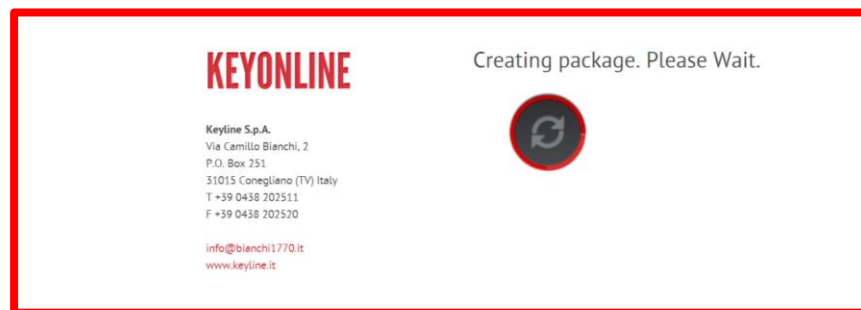 KEYONLINE
Keyline S.p.A.
Via Camillo Bianchi, 2
P.O. Box 251
31015 Conegliano (TV) Italy
T +39 0438 202511
F +39 0438 202520
info@bianchi1770.it
www.keyline.it
Creating package. Please Wait.